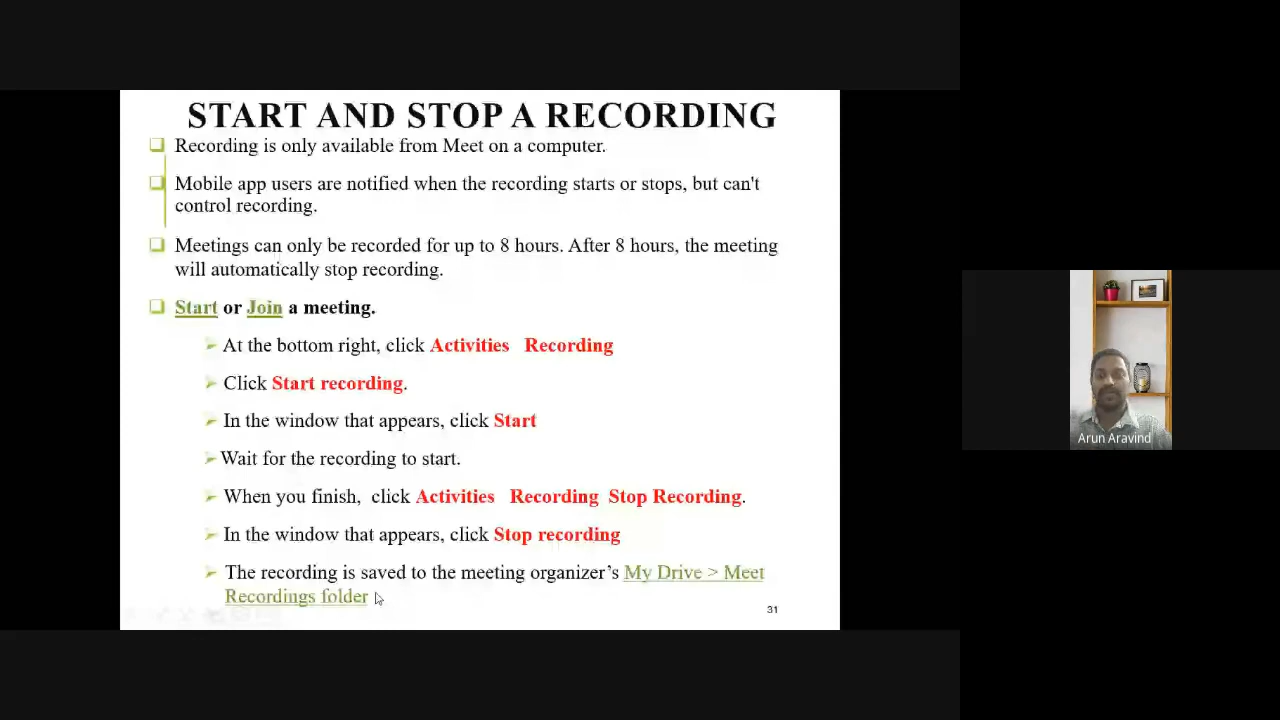 START AND STOP A RECORDING
Recording is only available from Meet on a computer.
Mobile app users are notified when the recording starts or stops, but can't
control recording.
Meetings can only be recorded for up to 8 hours. After 8 hours, the meeting
will automatically stop recording.
Start or Join a meeting.
At the bottom right, click Activities Recording
Click Start recording.
In the window that appears, click Start
Wait for the recording to start.
When you finish, click Activities Recording Stop Recording.
In the window that appears, click Stop recording
The recording is saved to the meeting organizer’s My Drive > Meet
Recordings folder
31
Arun Aravind